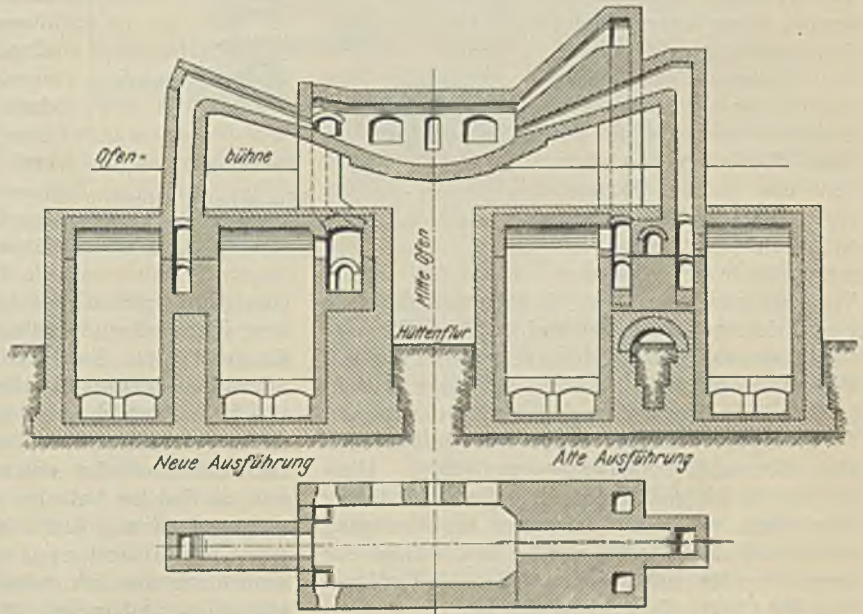 Ofen-
bühne
Mitte Ofen
Hüttenflur
Neue Ausführung
Alte Ausführung